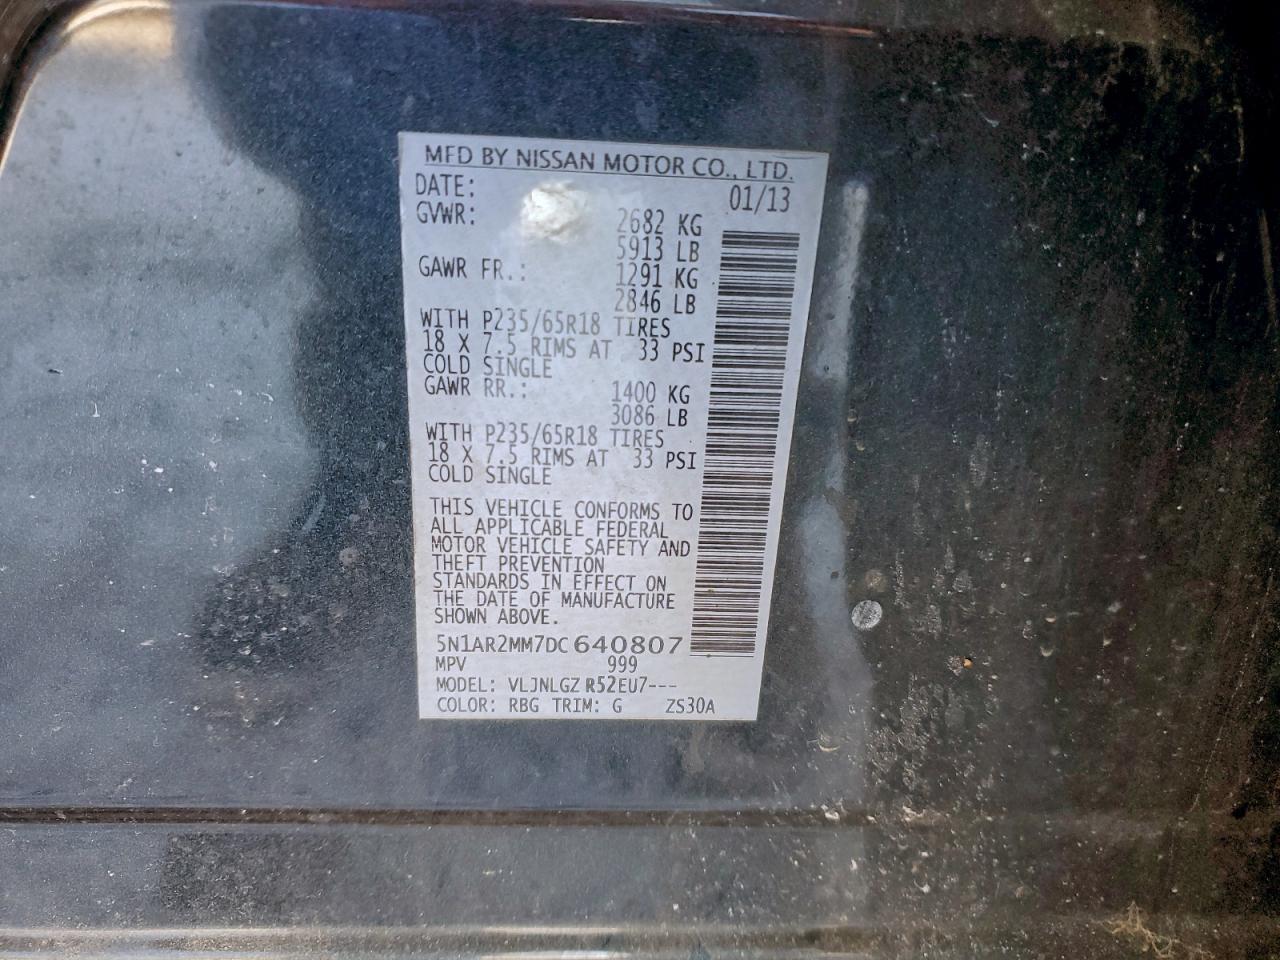 MFD BY NISSAN MOTOR CO., LTD.
DATE: 01/13
GVWR: 2682 KG
5913 LB
GAWR FR.: 1291 KG
2846 LB
WITH P235/65R18 TIRES
18 X 7.5 RIMS AT 33 PSI
COLD SINGLE
GAWR RR.: 1400 KG
3086 LB
WITH P235/65R18 TIRES
18 X 7.5 RIMS AT 33 PSI
COLD SINGLE
THIS VEHICLE CONFORMS TO
ALL APPLICABLE FEDERAL
MOTOR VEHICLE SAFETY AND
THEFT PREVENTION
STANDARDS IN EFFECT ON
THE DATE OF MANUFACTURE
SHOWN ABOVE.
5N1AR2MM7DC640807
MPV 999
MODEL: VLJNLGZ R52EU7---
COLOR: RBG TRIM: G ZS30A